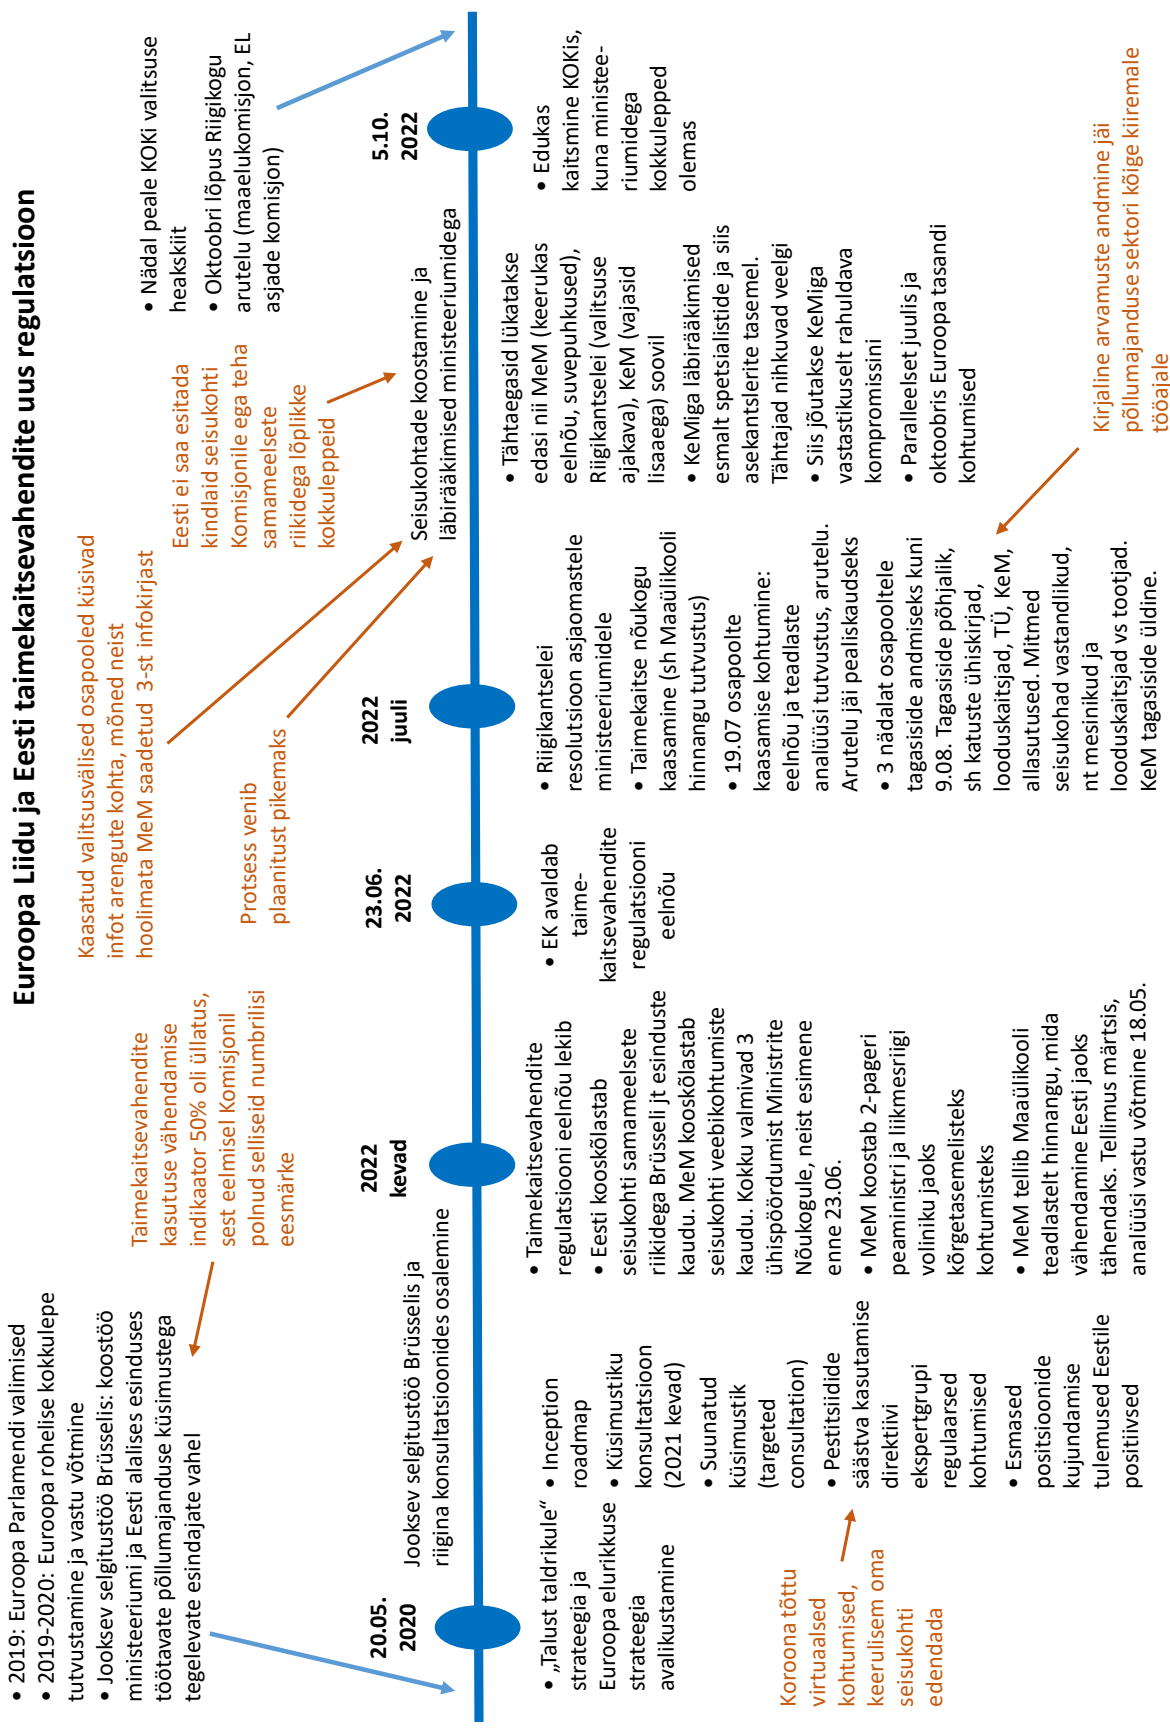 Euroopa Liidu ja Eesti taimekaitsevahendite uus regulatsioon
• 2019: Euroopa Parlamendi valimised
• 2019-2020: Euroopa rohelise kokkulepe
tutvustamine ja vastu võtmine
• Jooksev selgitustöö Brüsselis: koostöö
ministeeriumi ja Eesti alalises esinduses
töötavate põllumajanduse küsimustega
tegelevate esindajate vahel
Taimekaitsevahendite
kasutuse vähendamise
indikaator 50% oli üllatus,
sest eelmisel Komisjonil
polnud selliseid numbrilisi
eesmärke
Kaasatud valitsusvälised osapooled küsivad
infot arengute kohta, mõned neist
hoolimata MeM saadetud 3-st infokirjast
Protsess venib
plaanitust pikemaks
Eesti ei saa esitada
kindlaid seisukohti
Komisjonile ega teha
samameelsete
riikidega lõplikke
kokkuleppeid
• Nädal peale KOKi valitsuse
heakskiit
• Oktoobri lõpus Riigikogu
arutelu (maaelukomisjon, EL
asjade komisjon)
20.05.
2020
Jooksev selgitustöö Brüsselis ja
riigina konsultatsioonides osalemine
2022
kevad
23.06.
2022
2022
juuli
Seisukohtade koostamine ja
läbirääkimised ministeeriumidega
5.10.
2022
• „Talust taldrikule“
strateegia ja
Euroopa elurikkuse
strateegia
avalikustamine
• Inception
roadmap
• Küsimustiku
konsultatsioon
(2021 kevad)
• Suunatud
küsimustik
(targeted
consultation)
• Pestitsiidide
säästva kasutamise
direktiivi
ekspertgrupi
regulaarsed
kohtumised
• Esmased
positsioonide
kujundamise
tulemused Eestile
positiivsed
• Taimekaitsevahendite
regulatsiooni eelnõu lekib
• Eesti kooskõlastab
seisukohti samameelsete
riikidega Brüsseli jt esinduste
kaudu. MeM kooskõlastab
seisukohti veebikohtumiste
kaudu. Kokku valmivad 3
ühispöördumist Ministrite
Nõukogule, neist esimene
enne 23.06.
• MeM koostab 2-pageri
peaministri ja liikmesriigi
voliniku jaoks
kõrgetasemelisteks
kohtumisteks
• MeM tellib Maaülikooli
teadlastelt hinnangu, mida
vähendamine Eesti jaoks
tähendaks. Tellimus märtsis,
analüüsi vastu võtmine 18.05.
• EK avaldab
taime-
kaitsevahendite
regulatsiooni
eelnõu
• Riigikantselei
resolutsioon asjaomastele
ministeeriumidele
• Taimekaitse nõukogu
kaasamine (sh Maaülikooli
hinnangu tutvustus)
• 19.07 osapoolte
kaasamise kohtumine:
eelnõu ja teadlaste
analüüsi tutvustus, arutelu.
Arutelu jäi pealiskaudseks
• 3 nädalat osapooltele
tagasiside andmiseks kuni
9.08. Tagasiside põhjalik,
sh katuste ühiskirjad,
looduskaitsjad, TÜ, KeM,
allasutused. Mitmed
seisukohad vastandlikud,
nt mesinikud ja
looduskaitsjad vs tootjad.
KeM tagasiside üldine.
• Tähtaegasid lükatakse
edasi nii MeM (keerukas
eelnõu, suvepuhkused),
Riigikantselei (valitsuse
ajakava), KeM (vajasid
lisaaega) soovil
• KeMiga läbirääkimised
esmalt spetsialistide ja siis
asekantslerite tasemel.
Tähtajad nihkuvad veelgi
• Siis jõutakse KeMiga
vastastikuselt rahuldava
kompromissini
• Paralleelset juulis ja
oktoobris Euroopa tasandi
kohtumised
• Edukas
kaitsmine KOKis,
kuna ministee-
riumidega
kokkulepped
olemas
Koroona tõttu
virtuaalsed
kohtumised,
keerulisem oma
seisukohti
edendada
Kirjaline arvamuste andmine jäi
põllumajanduse sektori kõige kiiremale
tööajale